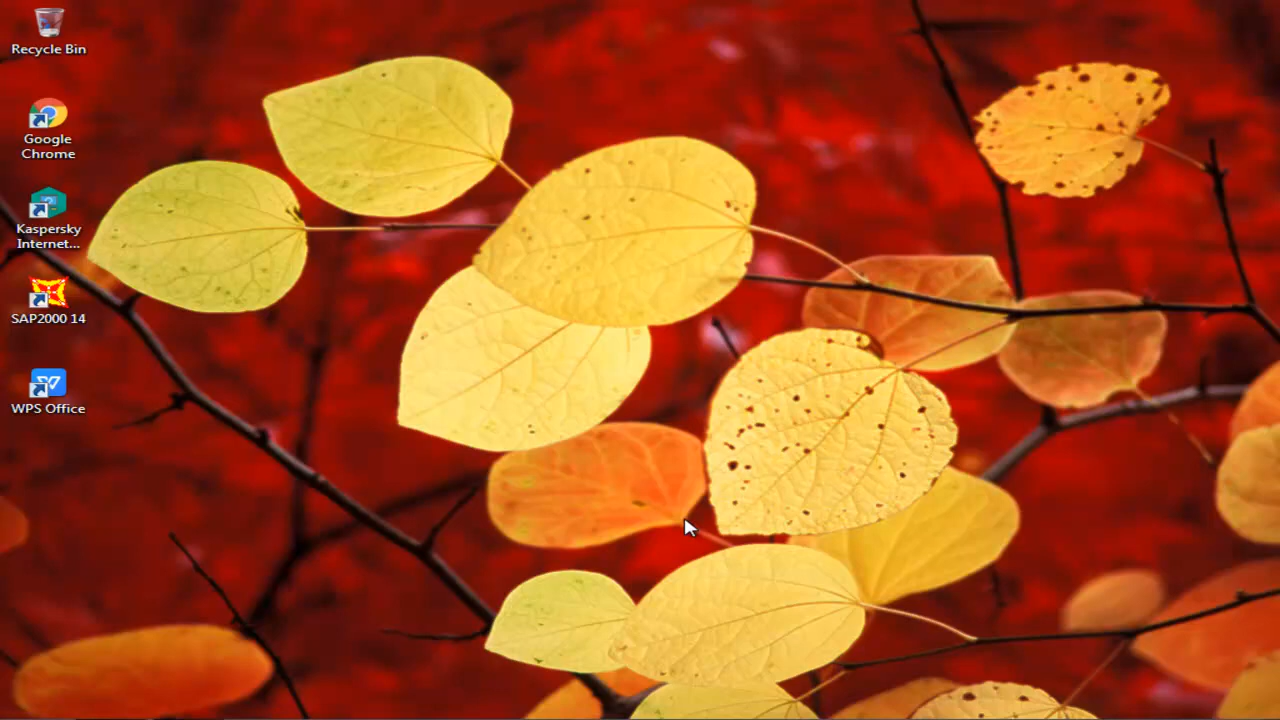 Recycle Bin
Google
Chrome
Kaspersky
Internet...
SAP2000 14
WPS Office